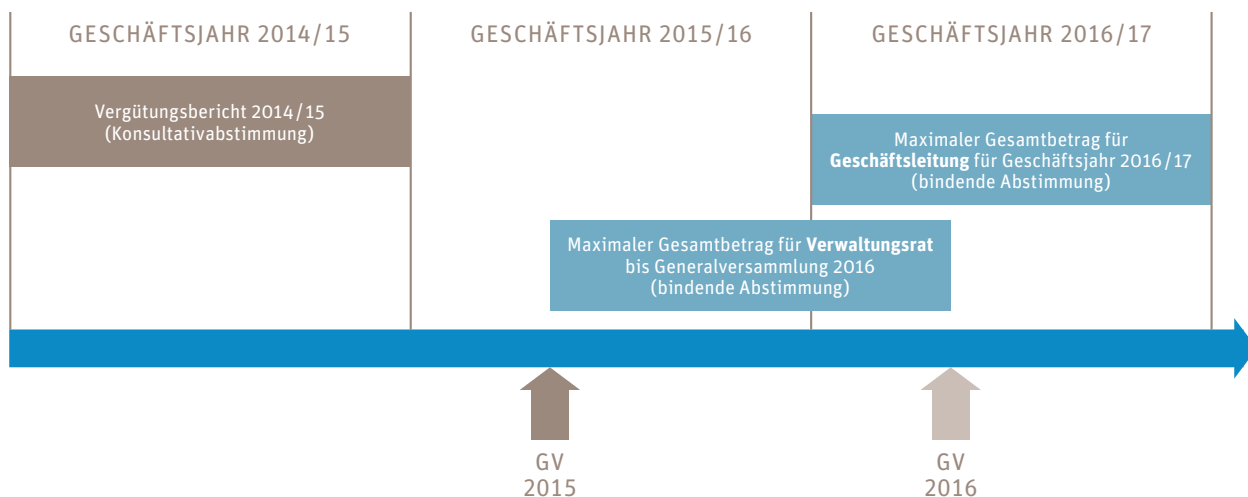 GESCHÄFTSJAHR 2014/15
GESCHÄFTSJAHR 2015/16
GESCHÄFTSJAHR 2016/17
Vergütungsbericht 2014/15
(Konsultativabstimmung)
Maximaler Gesamtbetrag für
Geschäftsleitung für Geschäftsjahr 2016/17
(bindende Abstimmung)
Maximaler Gesamtbetrag für Verwaltungsrat
bis Generalversammlung 2016
(bindende Abstimmung)
GV
2015
GV
2016